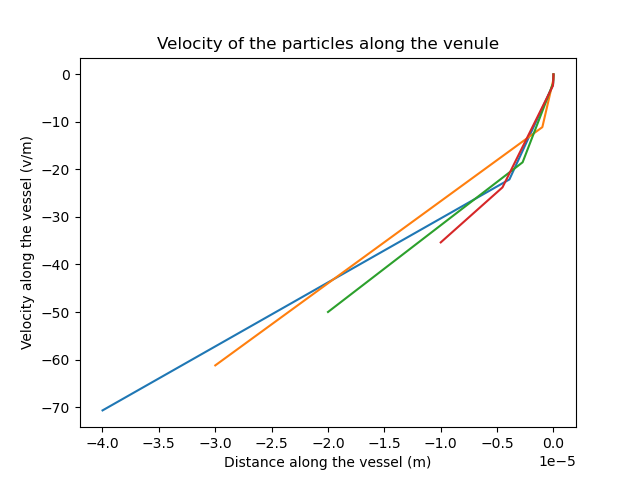 Velocity of the particles along the venule
Velocity along the vessel (v/m)
0
−10
−20
−30
−40
−50
−60
−70
−4.0 −3.5 −3.0 −2.5 −2.0 −1.5 −1.0 −0.5 0.0
1e−5
Distance along the vessel (m)